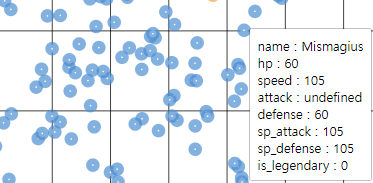 name : Mismagius
hp : 60
speed : 105
attack : undefined
defense : 60
sp_attack : 105
sp_defense : 105
is_legendary : 0